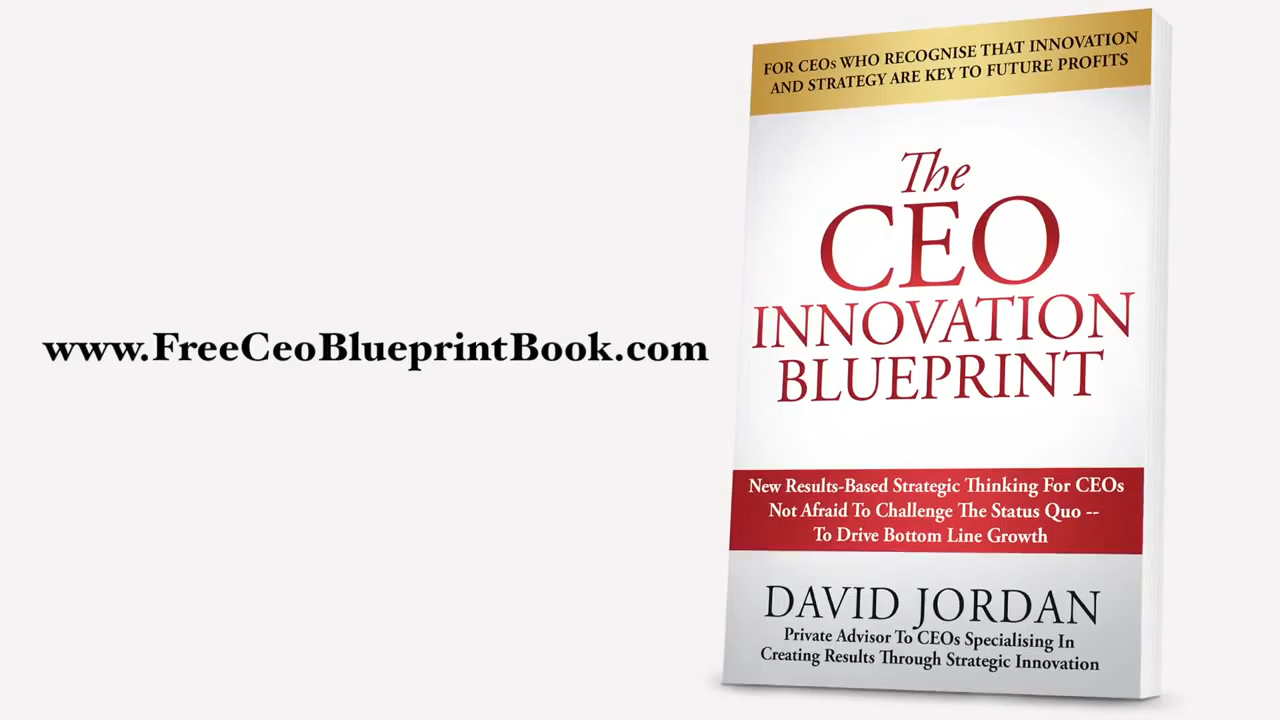 www.FreeCeoBlueprintBook.com
FOR CEOs WHO RECOGNISE THAT INNOVATION
AND STRATEGY ARE KEY TO FUTURE PROFITS
The
CEO
INNOVATION
BLUEPRINT
New Results-Based Strategic Thinking For CEOs
Not Afraid To Challenge The Status Quo --
To Drive Bottom Line Growth
DAVID JORDAN
Private Advisor To CEOs Specialising In
Creating Results Through Strategic Innovation